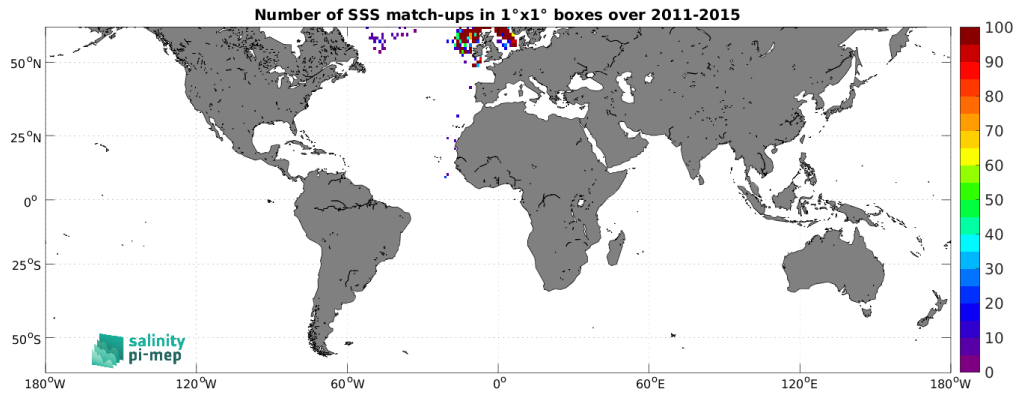 Number of SSS match-ups in 1°x1° boxes over 2011-2015
50°N
25°N
0°
25°S
50°S
180°W
120°W
60°W
0°
60°E
120°E
180°W
100
90
80
70
60
50
40
30
20
10
0
salinity
pi-mep